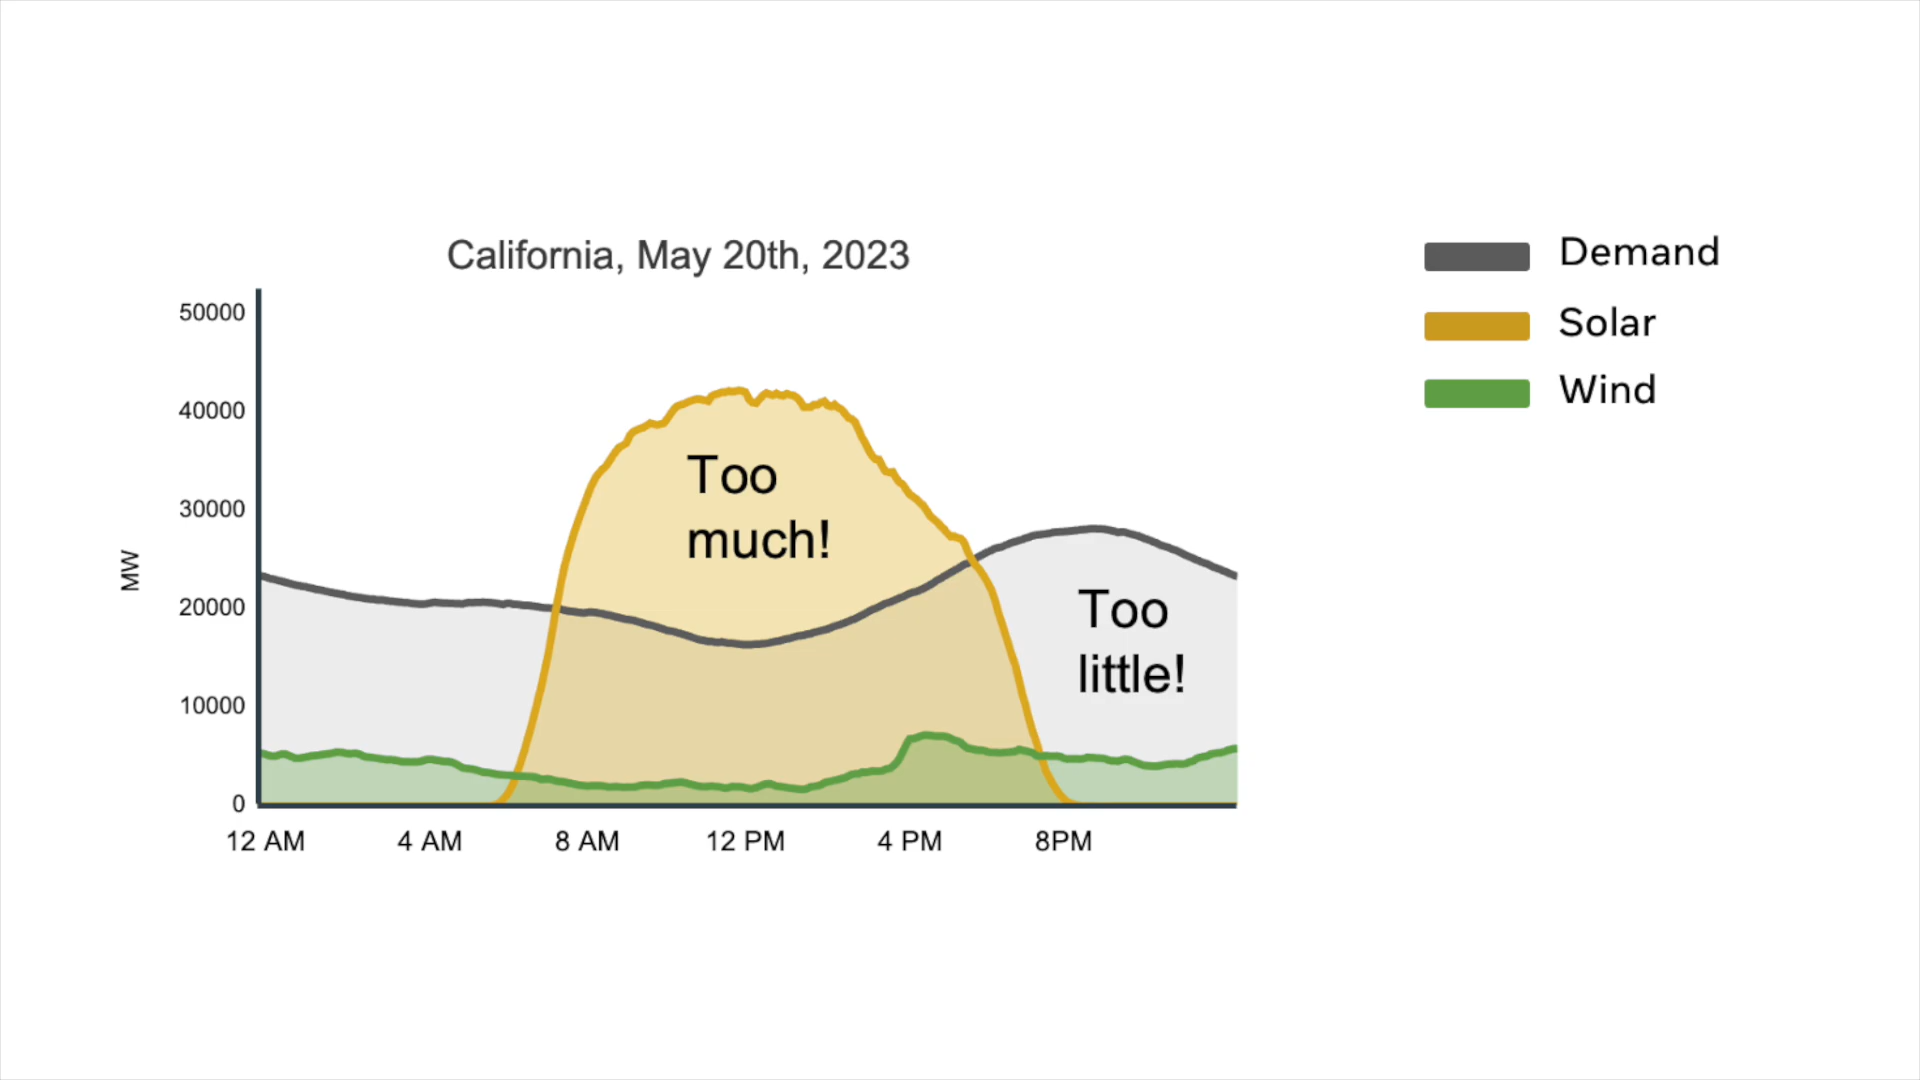 California, May 20th, 2023
50000
40000
30000
20000
10000
0
MW
12 AM
4 AM
8 AM
12 PM
4 PM
8PM
Too
much!
Too
little!
Demand
Solar
Wind